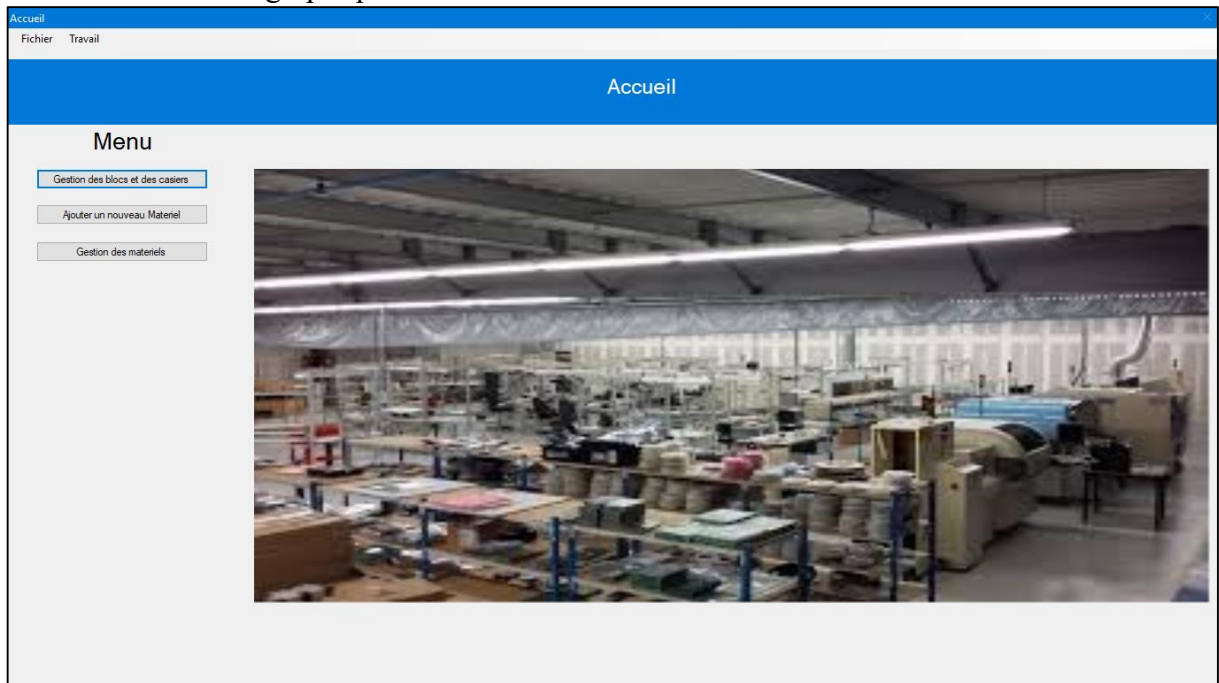 Accueil
Fichier Travail
Accueil
Menu
Gestion des blocs et des casiers
Ajouter un nouveau Materiel
Gestion des materiels